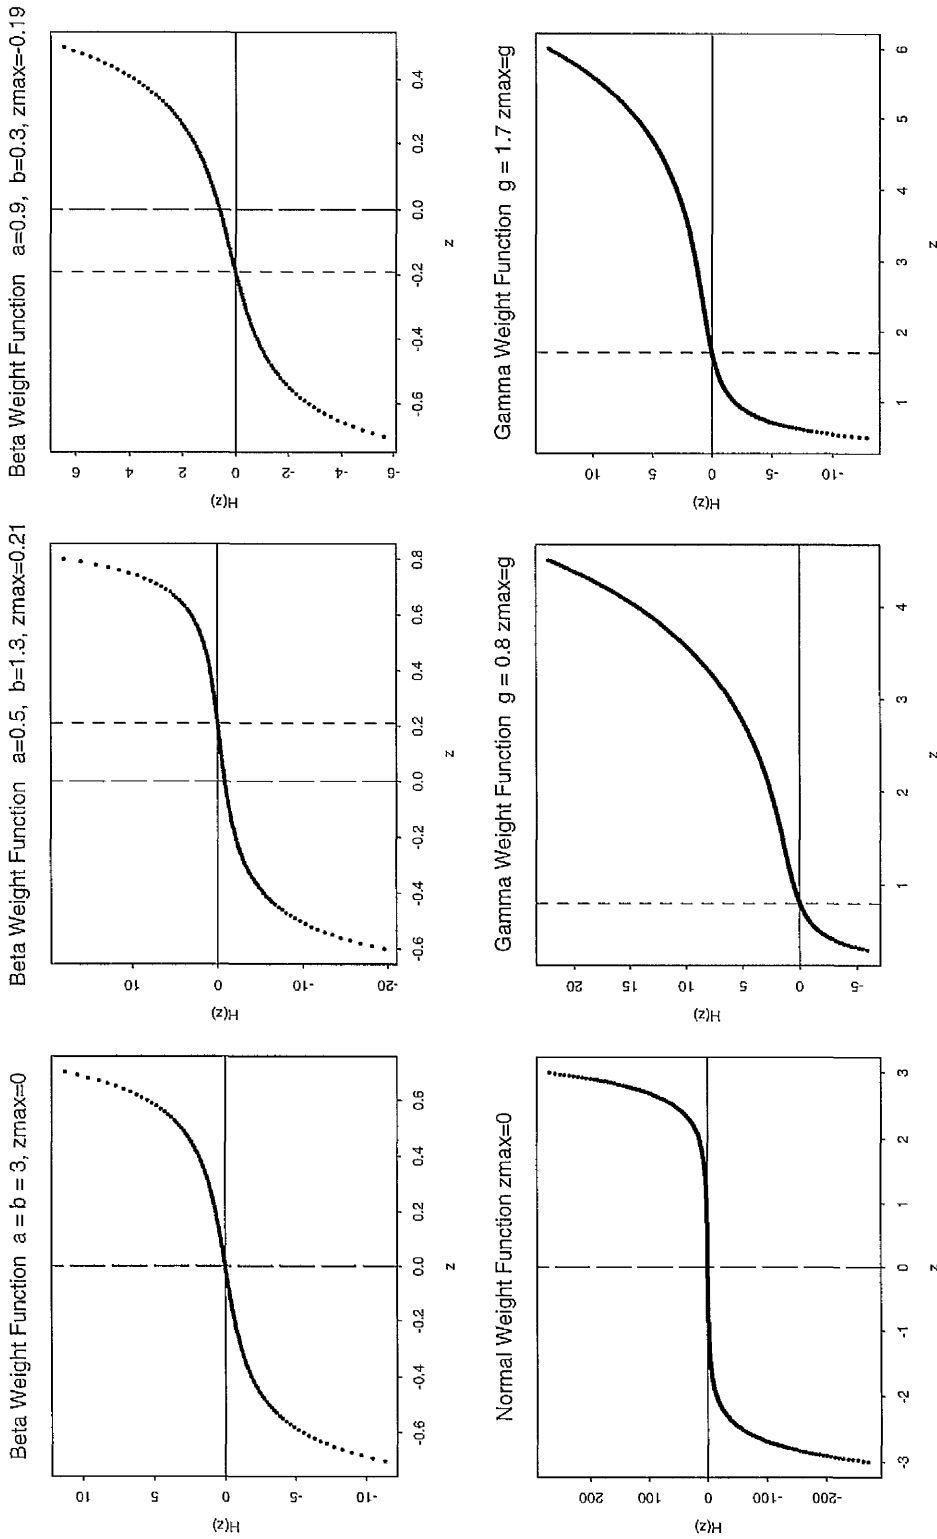 Beta Weight Function a = b = 3, zmax=0
H(z)
10
5
0
-5
-10
-0.6 -0.4 -0.2 0.0 0.2 0.4 0.6
z
Beta Weight Function a=0.5, b=1.3, zmax=0.21
H(z)
10
0
-10
-20
-0.6 -0.4 -0.2 0.0 0.2 0.4 0.6 0.8
z
Beta Weight Function a=0.9, b=0.3, zmax=-0.19
H(z)
6
4
2
0
-2
-4
-6
-0.6 -0.4 -0.2 0.0 0.2 0.4
z
Normal Weight Function zmax=0
H(z)
200
100
0
-100
-200
-3 -2 -1 0 1 2 3
z
Gamma Weight Function g = 0.8 zmax=g
H(z)
20
15
10
5
0
-5
1 2 3 4
z
Gamma Weight Function g = 1.7 zmax=g
H(z)
10
5
0
-5
-10
1 2 3 4 5 6
z